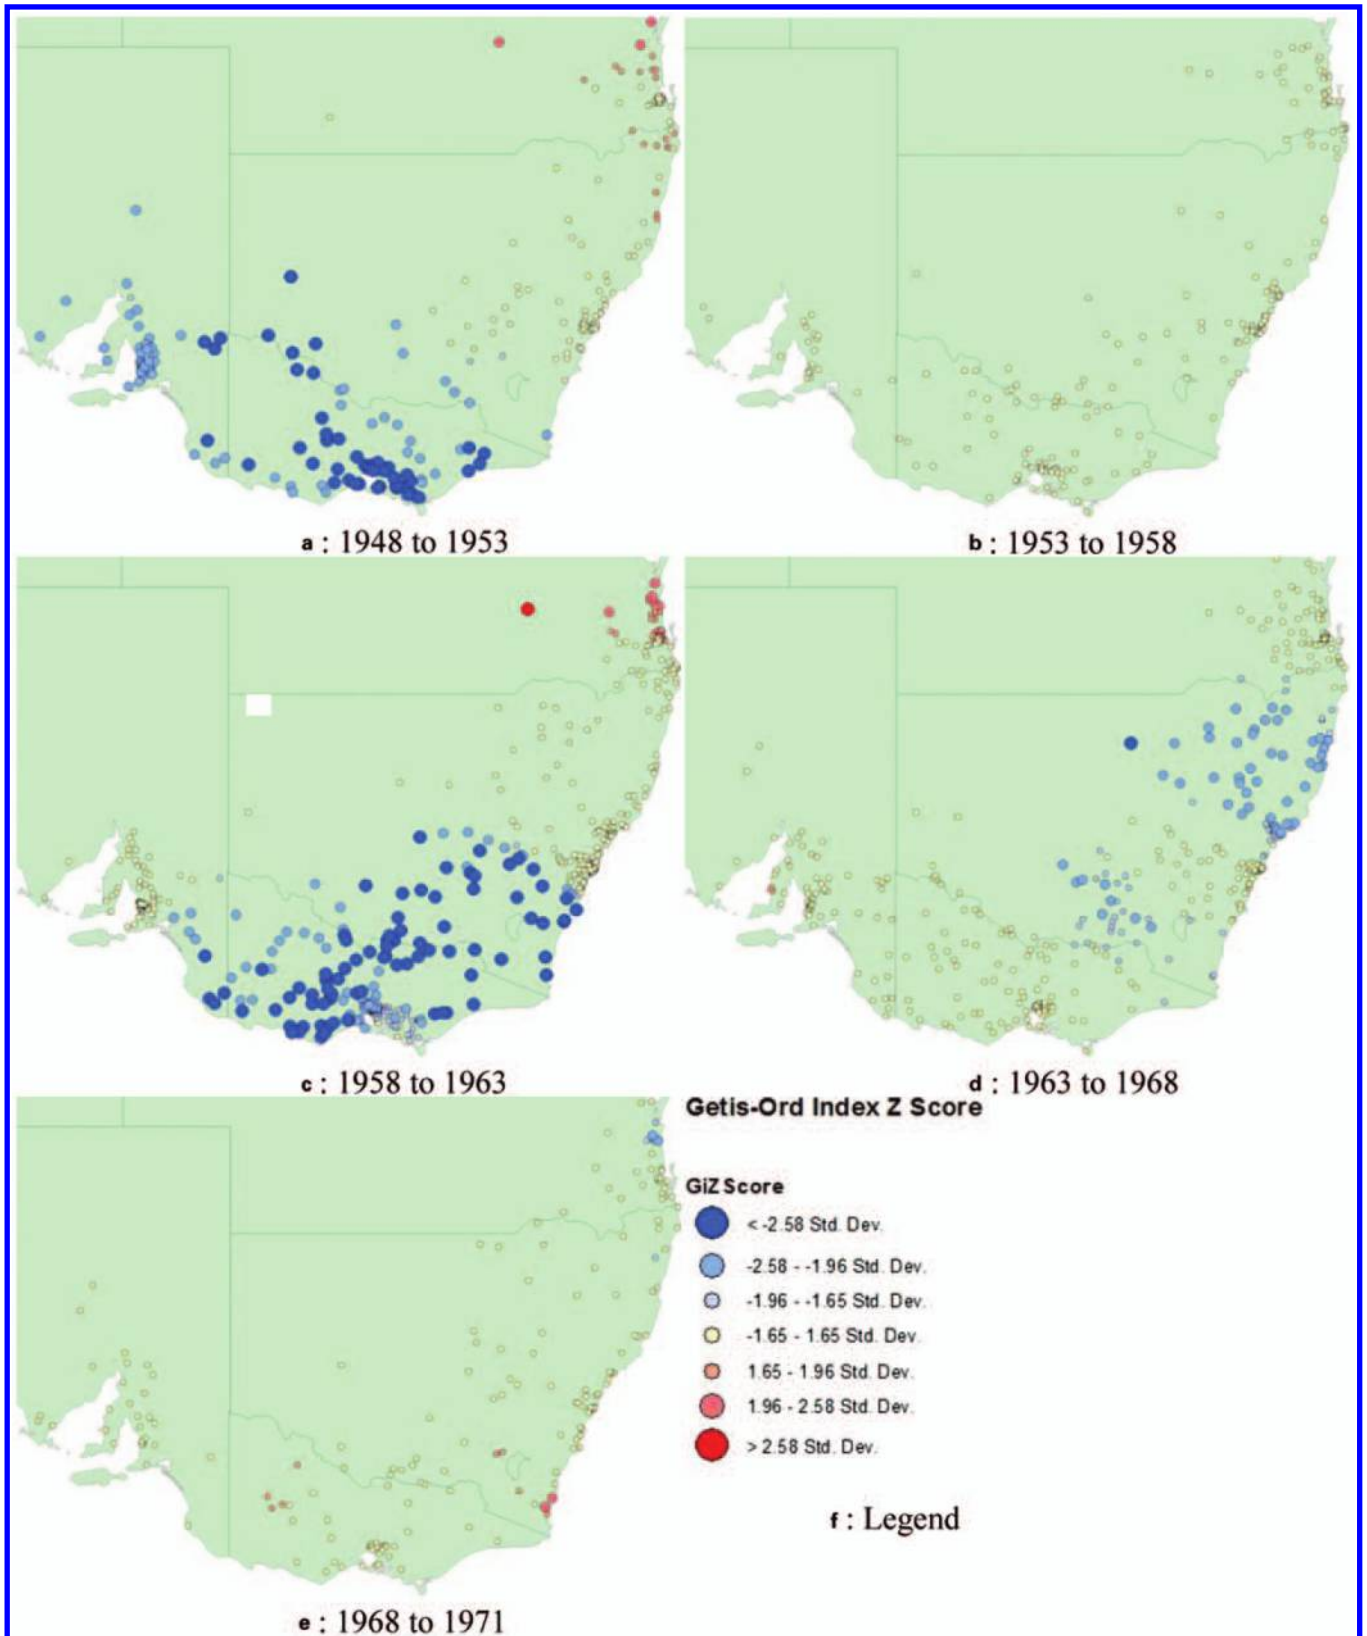 a : 1948 to 1953
b : 1953 to 1958
c : 1958 to 1963
d : 1963 to 1968
Getis-Ord Index Z Score
GiZ Score
< -2.58 Std. Dev.
-2.58 - -1.96 Std. Dev.
-1.96 - -1.65 Std. Dev.
-1.65 - 1.65 Std. Dev.
1.65 - 1.96 Std. Dev.
1.96 - 2.58 Std. Dev.
> 2.58 Std. Dev.
f : Legend
e : 1968 to 1971